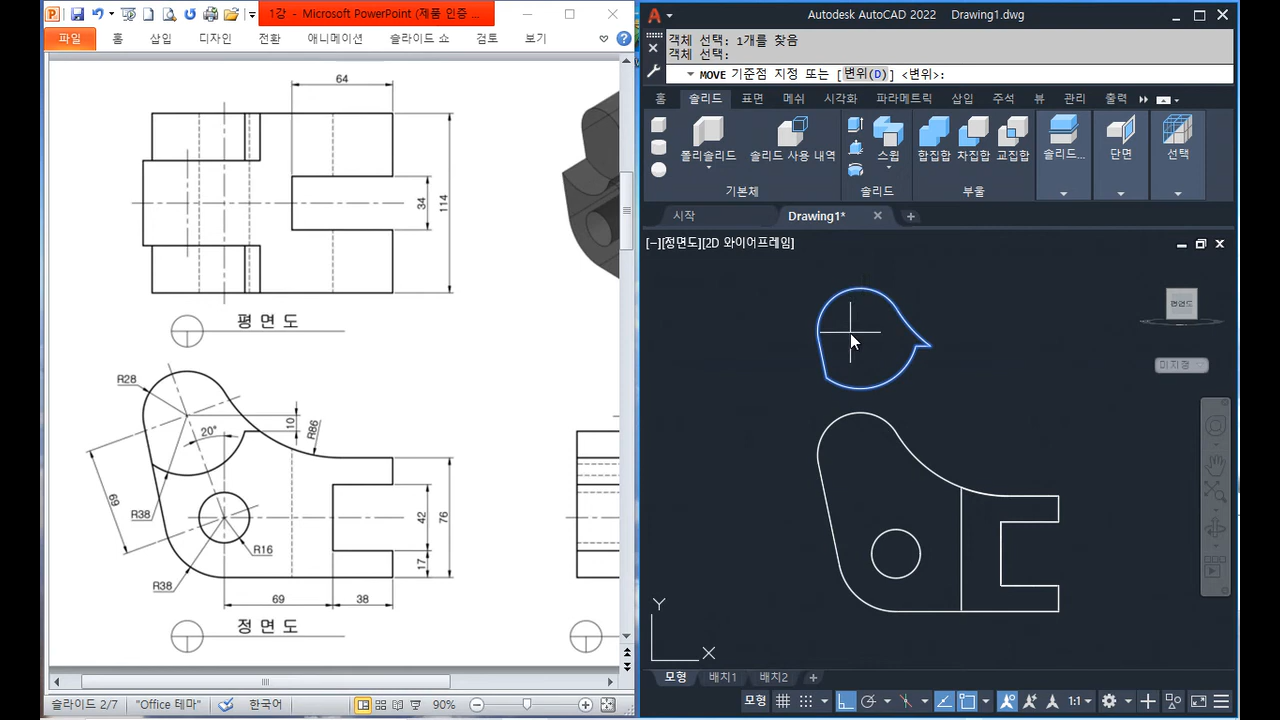 1강 - Microsoft PowerPoint (제품 인증 ...
파일 홈 삽입 디자인 전환 애니메이션 슬라이드 쇼 검토 보기
64
34
114
평 면 도
R28
20°
10
R86
69
R38
R16
42
76
17
R38
69
38
정 면 도
슬라이드 2/7 "Office 테마" 한국어 90%
Autodesk AutoCAD 2022 Drawing1.dwg
객체 선택: 1개를 찾음
객체 선택:
MOVE 기준점 지정 또는 [변위(D)] <변위>:
홈 솔리드 표면 메쉬 시각화 파라메트릭 삽입 주석 뷰 관리 출력
폴리솔리드 솔리드 사용 내역 스윕 합집합 차집합 교집합 솔리드... 단면 선택
기본체 솔리드 부울
시작 Drawing1*
[−][정면도][2D 와이어프레임]
평면도
미지정
Y
X
모형 배치1 배치2
모형 1:1